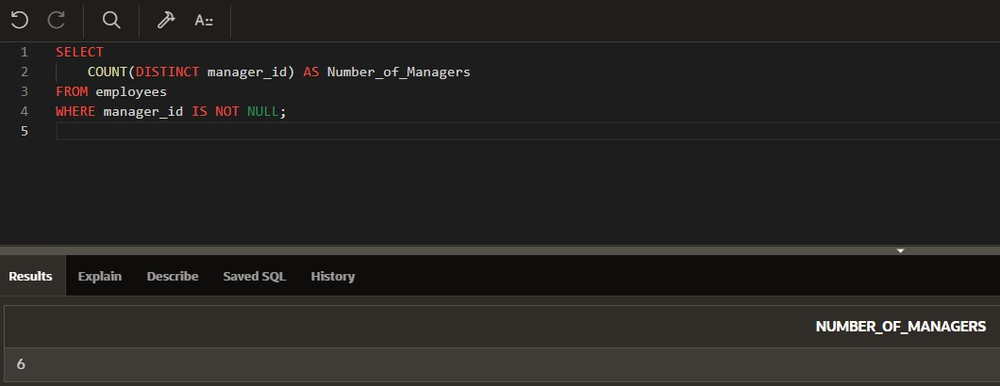 A::
1 SELECT
2 COUNT(DISTINCT manager_id) AS Number_of_Managers
3 FROM employees
4 WHERE manager_id IS NOT NULL;
5
Results Explain Describe Saved SQL History
NUMBER_OF_MANAGERS
6